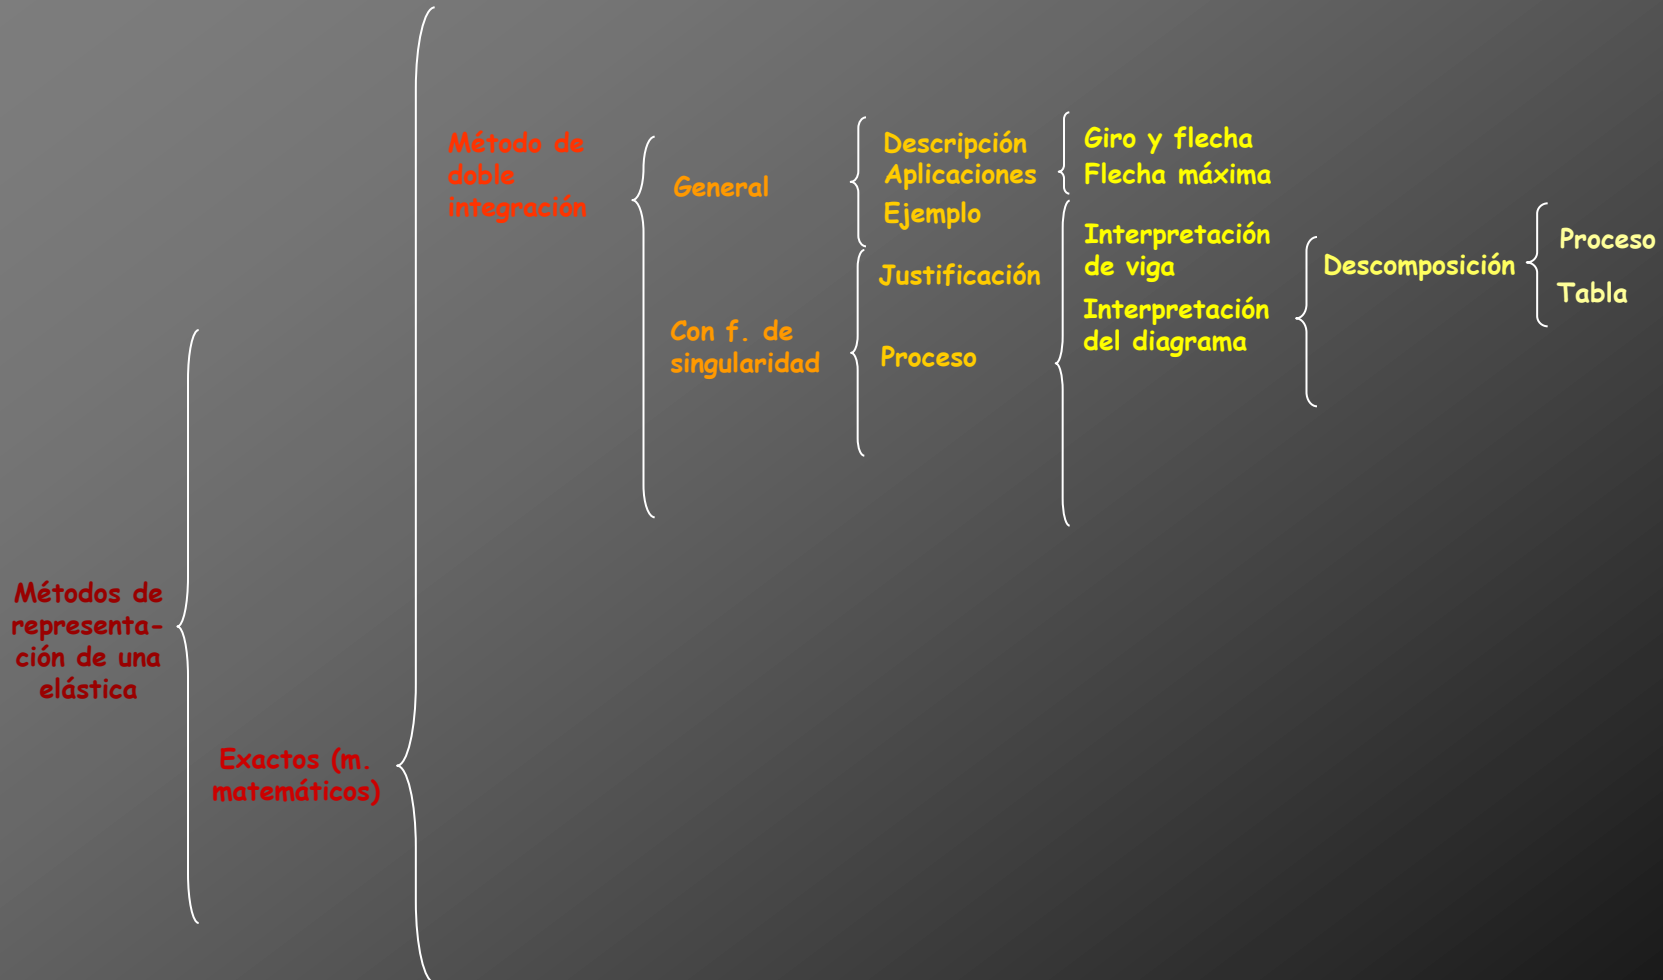 Métodos de
representa-
ción de una
elástica
Exactos (m.
matemáticos)
Método de
doble
integración
General
Descripción
Aplicaciones
Giro y flecha
Flecha máxima
Ejemplo
Con f. de
singularidad
Justificación
Proceso
Interpretación
de viga
Interpretación
del diagrama
Descomposición
Proceso
Tabla